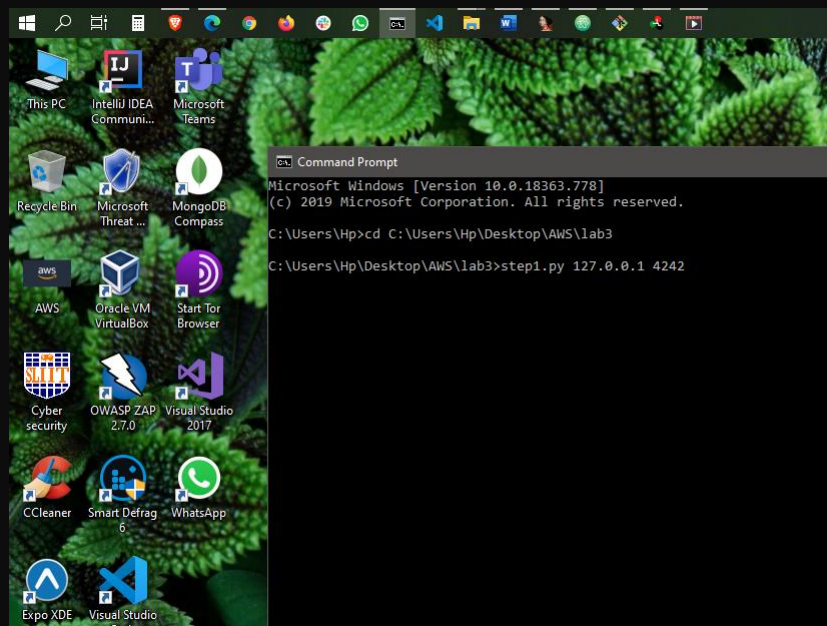 This PC
IntelliJ IDEA
Communi...
Microsoft
Teams
Recycle Bin
Microsoft
Threat ...
MongoDB
Compass
aws
AWS
Oracle VM
VirtualBox
Start Tor
Browser
SLIIT
Cyber
security
OWASP ZAP
2.7.0
Visual Studio
2017
CCleaner
Smart Defrag
6
WhatsApp
Expo XDE
Visual Studio
Command Prompt
Microsoft Windows [Version 10.0.18363.778]
(c) 2019 Microsoft Corporation. All rights reserved.
C:\Users\Hp>cd C:\Users\Hp\Desktop\AWS\lab3
C:\Users\Hp\Desktop\AWS\lab3>step1.py 127.0.0.1 4242